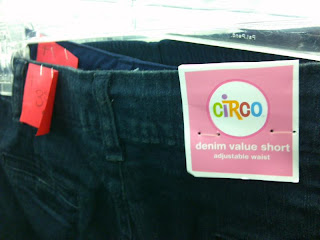 CiRCO
denim value short
adjustable waist